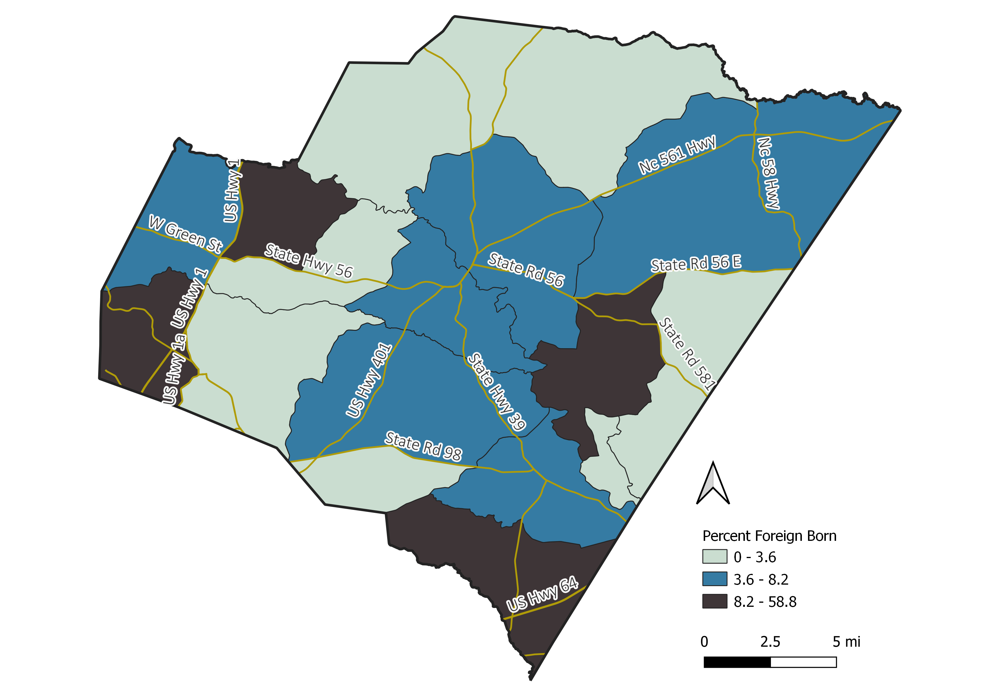 US Hwy 1
Nc 561 Hwy
Nc 58 Hwy
W Green St
State Hwy 56
State Rd 56
State Rd 56 E
US Hwy 1
State Rd 581
US Hwy 1a
US Hwy 401
State Hwy 39
State Rd 98
US Hwy 64
Percent Foreign Born
0 - 3.6
3.6 - 8.2
8.2 - 58.8
0 2.5 5 mi